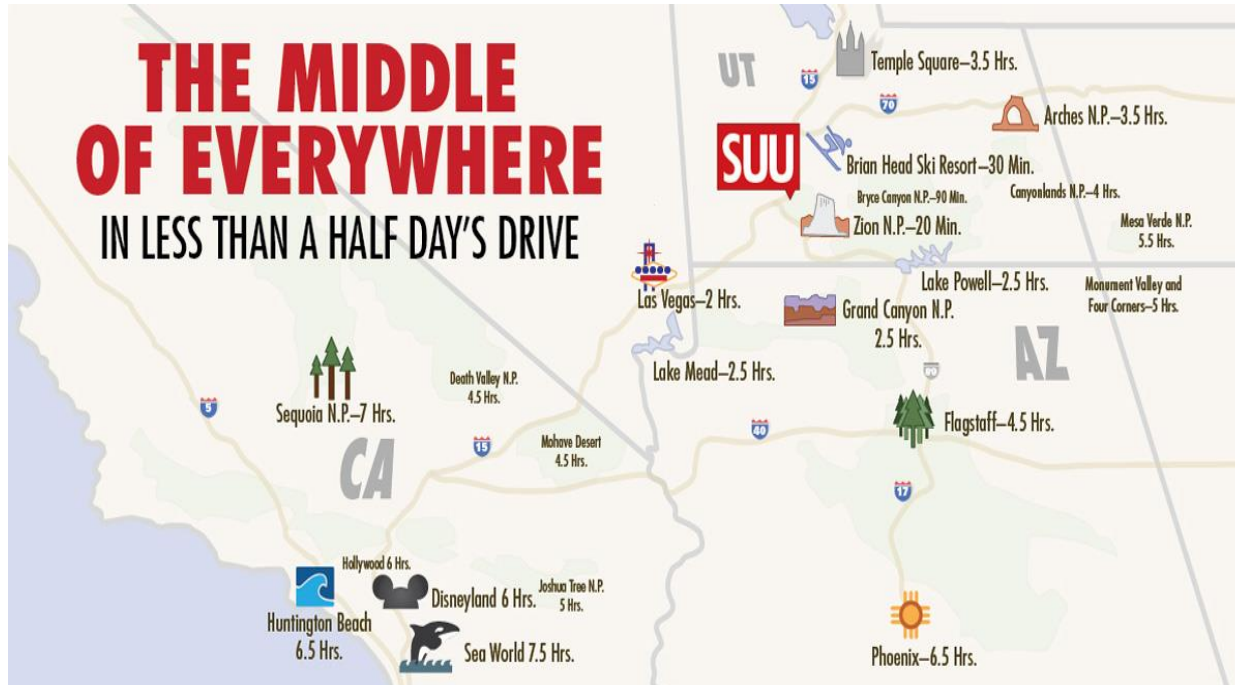 THE MIDDLE
OF EVERYWHERE
IN LESS THAN A HALF DAY'S DRIVE
UT
15
Temple Square–3.5 Hrs.
70
Arches N.P.–3.5 Hrs.
SUU
Brian Head Ski Resort–30 Min.
Bryce Canyon N.P.–90 Min.
Canyonlands N.P.–4 Hrs.
Zion N.P.–20 Min.
Mesa Verde N.P.
5.5 Hrs.
Las Vegas–2 Hrs.
Lake Powell–2.5 Hrs.
Monument Valley and
Four Corners–5 Hrs.
Grand Canyon N.P.
2.5 Hrs.
AZ
Lake Mead–2.5 Hrs.
89
Death Valley N.P.
4.5 Hrs.
Sequoia N.P.–7 Hrs.
5
Flagstaff–4.5 Hrs.
40
15
Mohave Desert
4.5 Hrs.
CA
17
Hollywood 6 Hrs.
Disneyland 6 Hrs.
Joshua Tree N.P.
5 Hrs.
Huntington Beach
6.5 Hrs.
Sea World 7.5 Hrs.
Phoenix–6.5 Hrs.